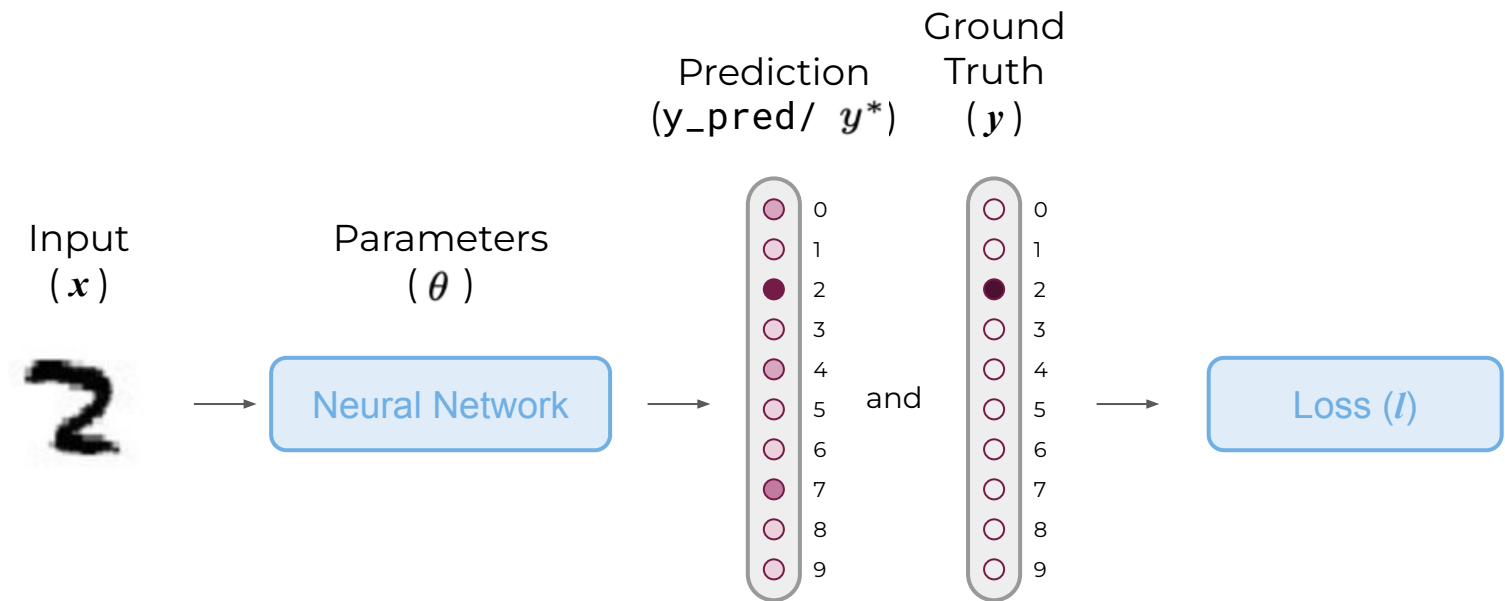 Input
(x)
2
Parameters
(θ)
Neural Network
Prediction
(y_pred/ y*)
0
1
2
3
4
5
6
7
8
9
and
Ground
Truth
(y)
0
1
2
3
4
5
6
7
8
9
Loss (l)